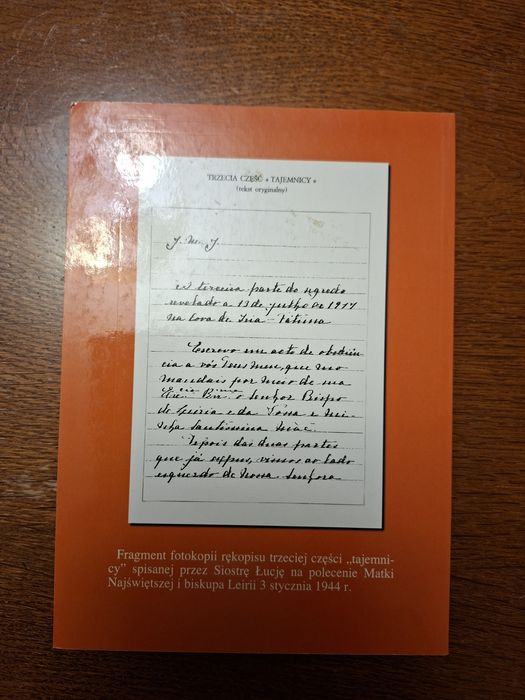 TRZECIA CZĘŚĆ « TAJEMNICY »
(tekst oryginalny)
J. M. J.
A terceira parte do segredo
revelado a 13 de julho de 1917
na Cova de Iria - Fátima
Escrevo em acto de obediên-
cia a vós Deus meu, que mo
mandais por meio de sua
Ex.cia Rev.ma o Senhor Bispo
de Leiria e da Vossa e mi-
nha Santíssima Mãe.
Depois das duas partes
que já expus, vimos ao lado
esquerdo de Nossa Senhora
Fragment fotokopii rękopisu trzeciej części „tajemni-
cy” spisanej przez Siostrę Łucję na polecenie Matki
Najświętszej i biskupa Leirii 3 stycznia 1944 r.